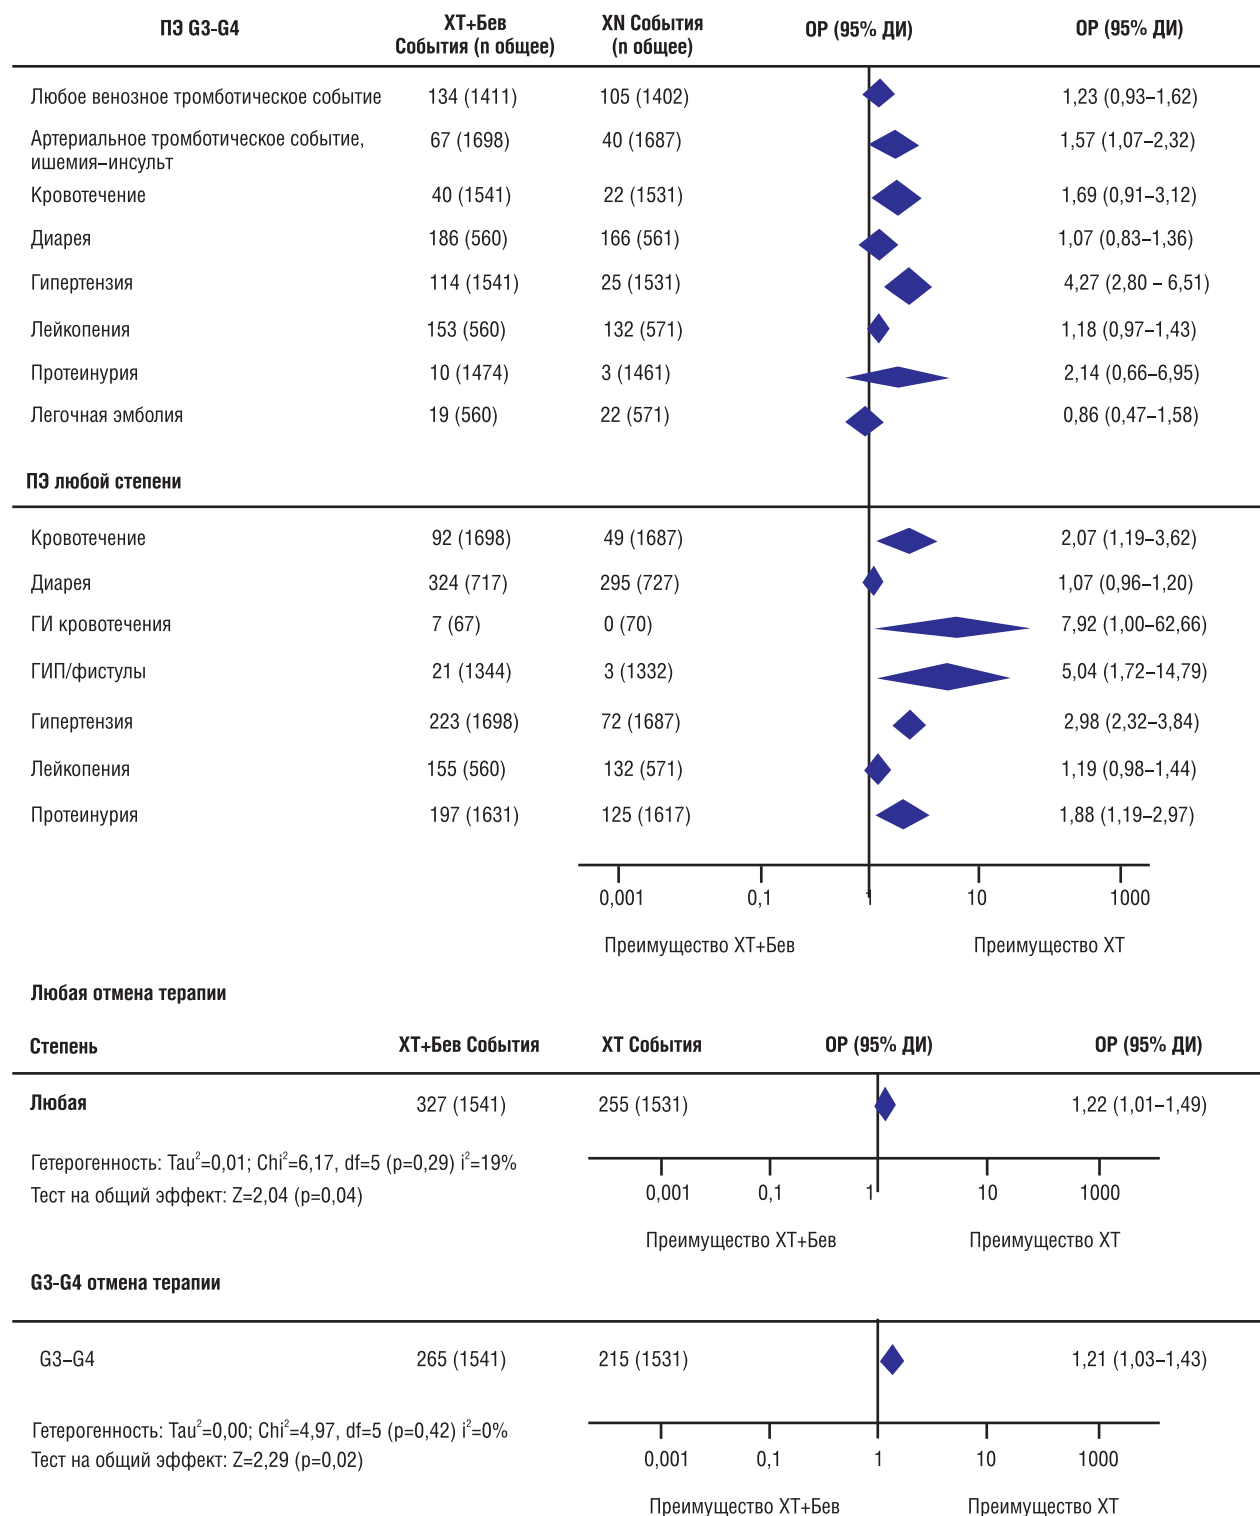 ПЭ G3-G4 ХТ+Бев События (n общее) XN События (n общее) ОР (95% ДИ) ОР (95% ДИ)
Любое венозное тромботическое событие 134 (1411) 105 (1402) 1,23 (0,93–1,62)
Артериальное тромботическое событие, 67 (1698) 40 (1687) 1,57 (1,07–2,32)
ишемия–инсульт
Кровотечение 40 (1541) 22 (1531) 1,69 (0,91–3,12)
Диарея 186 (560) 166 (561) 1,07 (0,83–1,36)
Гипертензия 114 (1541) 25 (1531) 4,27 (2,80 – 6,51)
Лейкопения 153 (560) 132 (571) 1,18 (0,97–1,43)
Протеинурия 10 (1474) 3 (1461) 2,14 (0,66–6,95)
Легочная эмболия 19 (560) 22 (571) 0,86 (0,47–1,58)
ПЭ любой степени
Кровотечение 92 (1698) 49 (1687) 2,07 (1,19–3,62)
Диарея 324 (717) 295 (727) 1,07 (0,96–1,20)
ГИ кровотечения 7 (67) 0 (70) 7,92 (1,00–62,66)
ГИП/фистулы 21 (1344) 3 (1332) 5,04 (1,72–14,79)
Гипертензия 223 (1698) 72 (1687) 2,98 (2,32–3,84)
Лейкопения 155 (560) 132 (571) 1,19 (0,98–1,44)
Протеинурия 197 (1631) 125 (1617) 1,88 (1,19–2,97)
0,001 0,1 1 10 1000
Преимущество ХТ+Бев Преимущество ХТ
Любая отмена терапии
Степень ХТ+Бев События ХТ События ОР (95% ДИ) ОР (95% ДИ)
Любая 327 (1541) 255 (1531) 1,22 (1,01–1,49)
Гетерогенность: Tau²=0,01; Chi²=6,17, df=5 (p=0,29) i²=19%
Тест на общий эффект: Z=2,04 (p=0,04)
0,001 0,1 1 10 1000
Преимущество ХТ+Бев Преимущество ХТ
G3-G4 отмена терапии
G3–G4 265 (1541) 215 (1531) 1,21 (1,03–1,43)
Гетерогенность: Tau²=0,00; Chi²=4,97, df=5 (p=0,42) i²=0%
Тест на общий эффект: Z=2,29 (p=0,02)
0,001 0,1 1 10 1000
Преимущество ХТ+Бев Преимущество ХТ